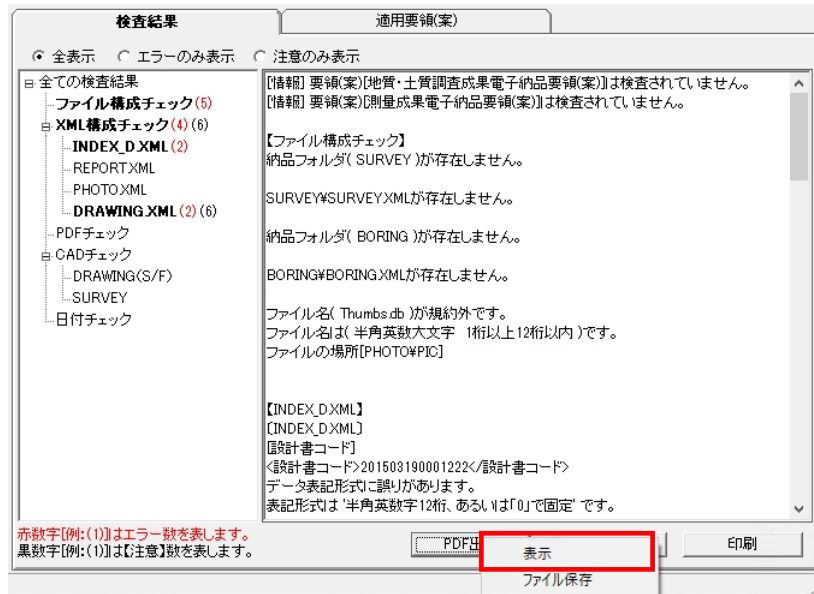 検査結果
適用要領(案)
全表示 エラーのみ表示 注意のみ表示
全ての検査結果
ファイル構成チェック(5)
XML構成チェック(4)(6)
INDEX_D.XML(2)
REPORT.XML
PHOTO.XML
DRAWING.XML(2)(6)
PDFチェック
CADチェック
DRAWING(S/F)
SURVEY
日付チェック
[情報] 要領(案)[地質・土質調査成果電子納品要領(案)]は検査されていません。
[情報] 要領(案)[測量成果電子納品要領(案)]は検査されていません。
【ファイル構成チェック】
納品フォルダ( SURVEY )が存在しません。
SURVEY¥SURVEY.XMLが存在しません。
納品フォルダ( BORING )が存在しません。
BORING¥BORING.XMLが存在しません。
ファイル名( Thumbs.db )が規約外です。
ファイル名は( 半角英数大文字 1桁以上12桁以内 )です。
ファイルの場所[PHOTO¥PIC]
【INDEX_D.XML】
〔INDEX_D.XML〕
[設計書コード]
<設計書コード>201503190001222</設計書コード>
データ表記形式に誤りがあります。
表記形式は '半角英数字12桁、あるいは「0」で固定' です。
赤数字[例:(1)]はエラー数を表します。
黒数字[例:(1)]は【注意】数を表します。
PDF
表示
ファイル保存
印刷